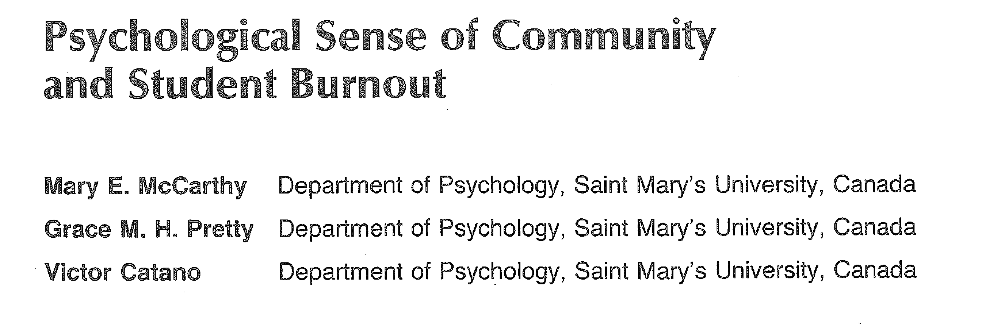 Psychological Sense of Community
and Student Burnout
Mary E. McCarthy Department of Psychology, Saint Mary's University, Canada
Grace M. H. Pretty Department of Psychology, Saint Mary's University, Canada
Victor Catano Department of Psychology, Saint Mary's University, Canada